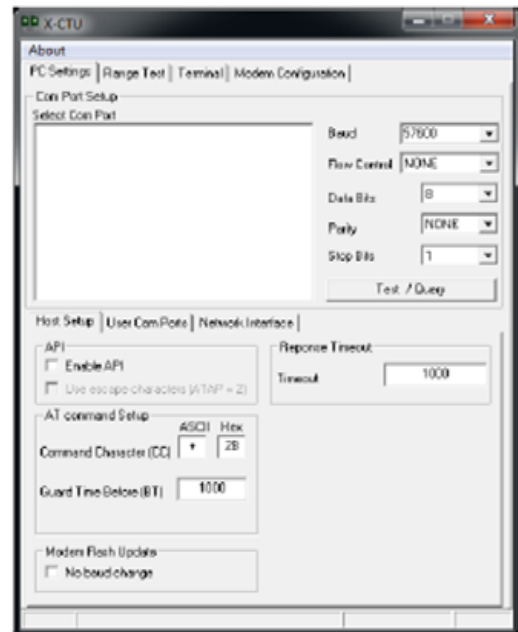 X-CTU
About
PC Settings Range Test Terminal Modem Configuration
Com Port Setup
Select Com Port
Baud 57600
Flow Control NONE
Data Bits 8
Parity NONE
Stop Bits 1
Test / Query
Host Setup User Com Ports Network Interface
API
Enable API
Use escape characters (ATAP = 2)
Reponse Timeout
Timeout 1000
AT command Setup
ASCII Hex
Command Character (CC) + 2B
Guard Time Before (BT) 1000
Modem Flash Update
No baud change